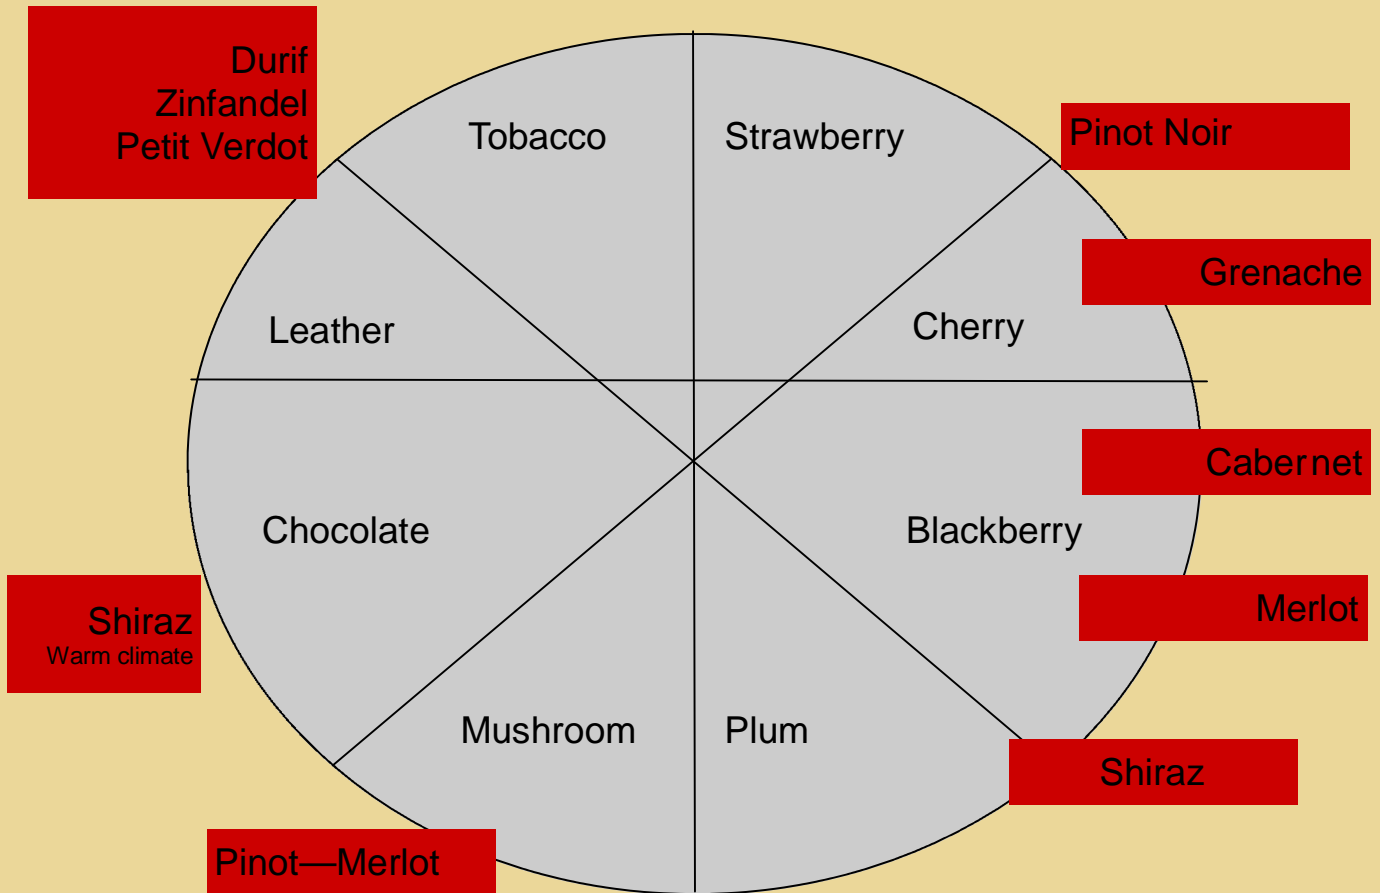 Durif
Zinfandel
Petit Verdot
Tobacco
Strawberry
Pinot Noir
Grenache
Leather
Cherry
Cabernet
Chocolate
Blackberry
Merlot
Shiraz
Warm climate
Mushroom
Plum
Shiraz
Pinot—Merlot